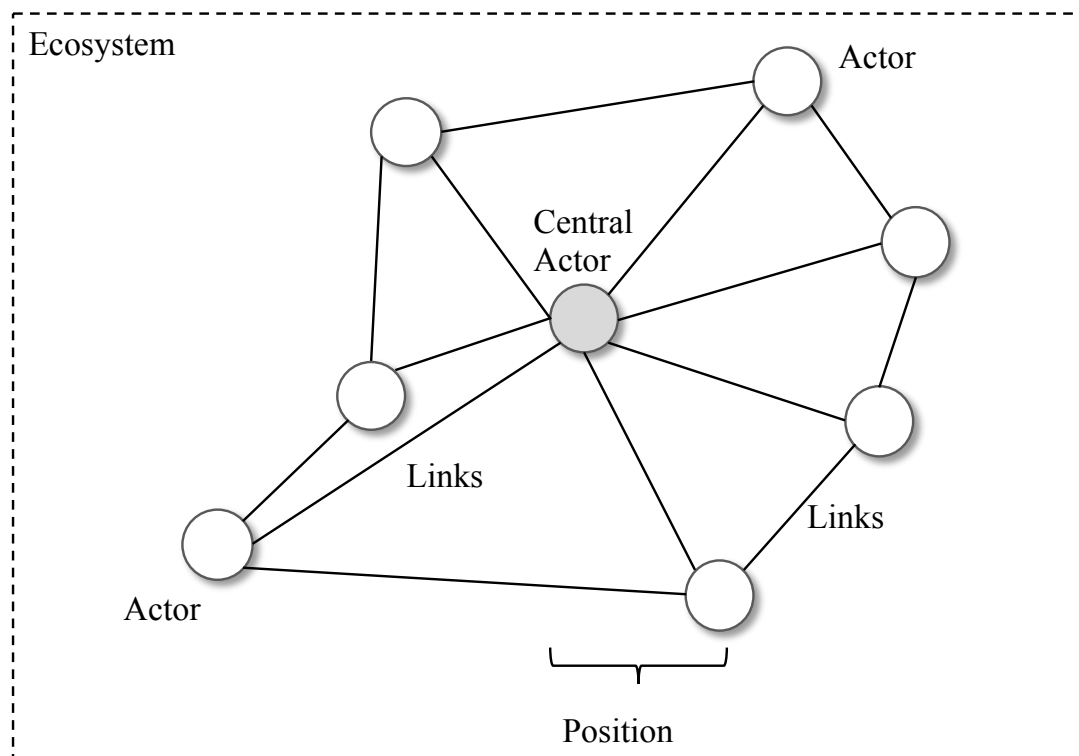 Ecosystem
Actor
Central
Actor
Links
Links
Actor
Position